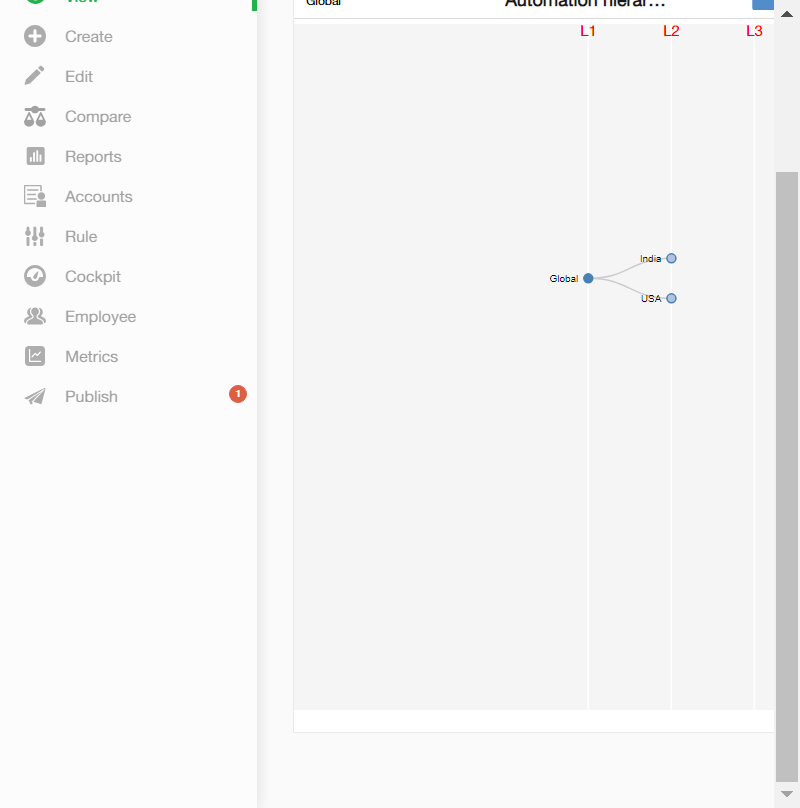 View
Create
Edit
Compare
Reports
Accounts
Rule
Cockpit
Employee
Metrics
Publish
1
Global
Automation hierar...
L1
L2
L3
India
Global
USA